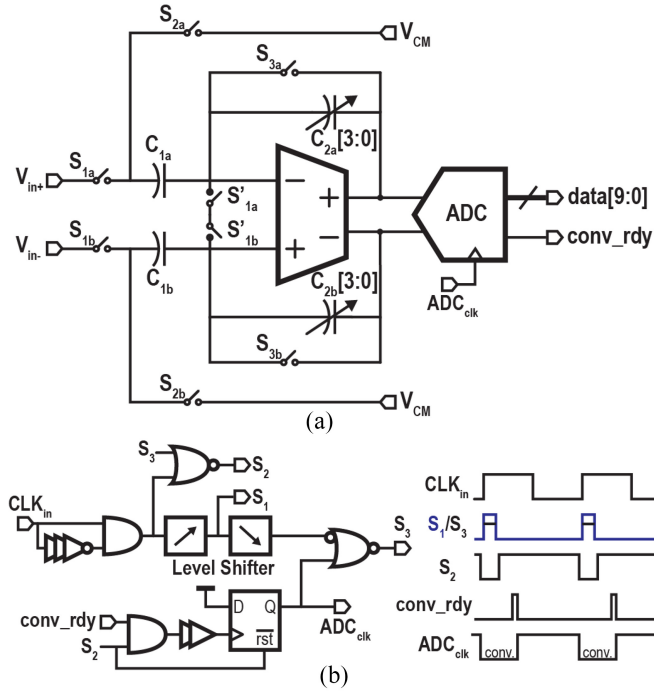 S2a
VCM
S3a
C2a[3:0]
C1a
S1a
Vin+
S'1a
ADC
data[9:0]
S'1b
Vin-
S1b
conv_rdy
C1b
C2b[3:0]
ADCclk
S3b
S2b
VCM
(a)
S3
S2
CLKin
S1
S3
Level Shifter
D Q
conv_rdy
S2
rst
ADCclk
CLKin
S1/S3
S2
conv_rdy
ADCclk
conv. conv.
(b)